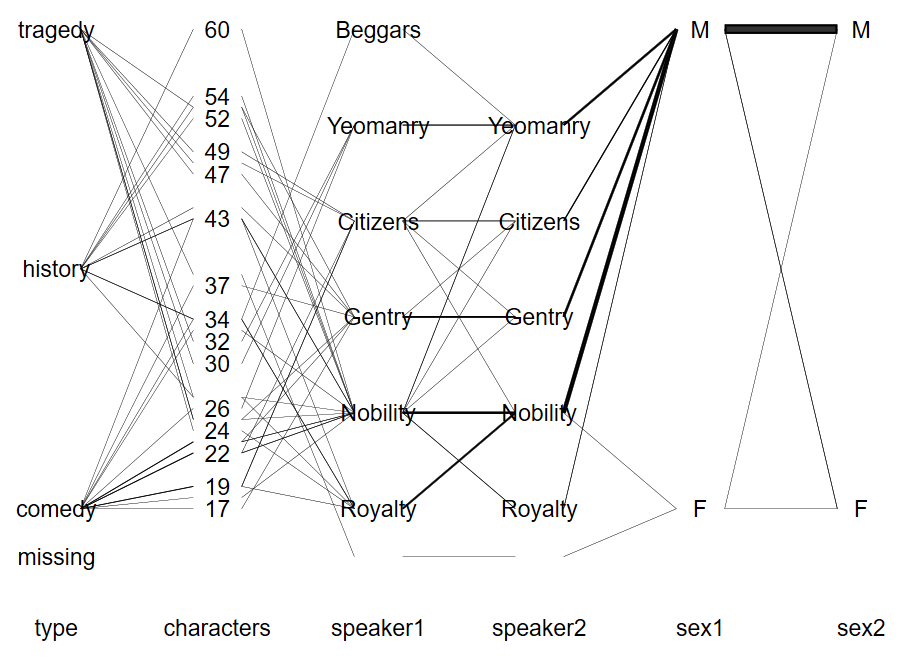 tragedy 60 Beggars M M
54
52 Yeomanry Yeomanry
49
47
43 Citizens Citizens
history
37
34 Gentry Gentry
32
30
26 Nobility Nobility
24
22
19
comedy 17 Royalty Royalty F F
missing
type characters speaker1 speaker2 sex1 sex2